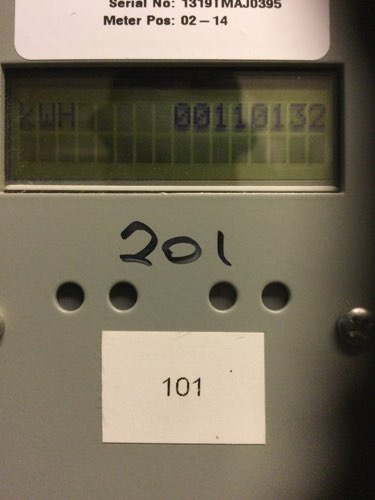 Serial No: 1319TMAJ0395
Meter Pos: 02 – 14
kWH 00110132
201
101